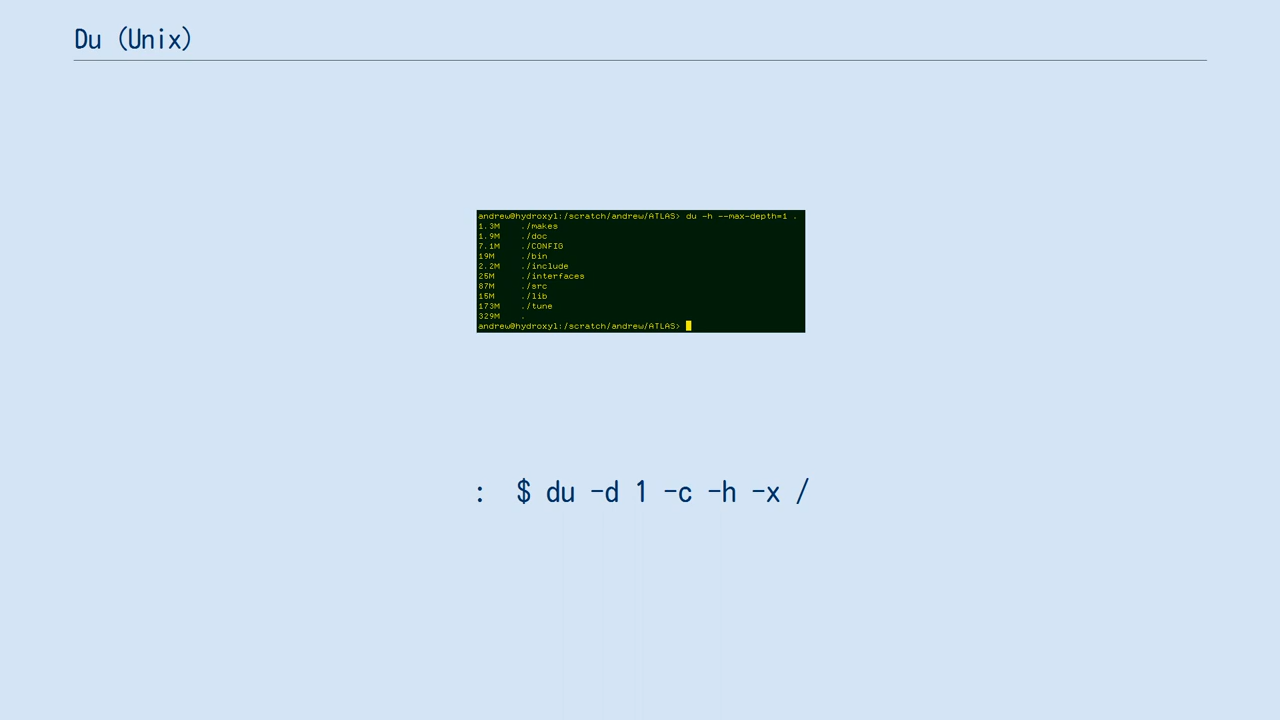 Du (Unix)
andrew@hydroxyl:/scratch/andrew/ATLAS> du -h --max-depth=1 .
1.3M ./makes
1.9M ./doc
7.1M ./CONFIG
19M ./bin
2.2M ./include
25M ./interfaces
87M ./src
15M ./lib
173M ./tune
329M .
andrew@hydroxyl:/scratch/andrew/ATLAS>
: $ du -d 1 -c -h -x /